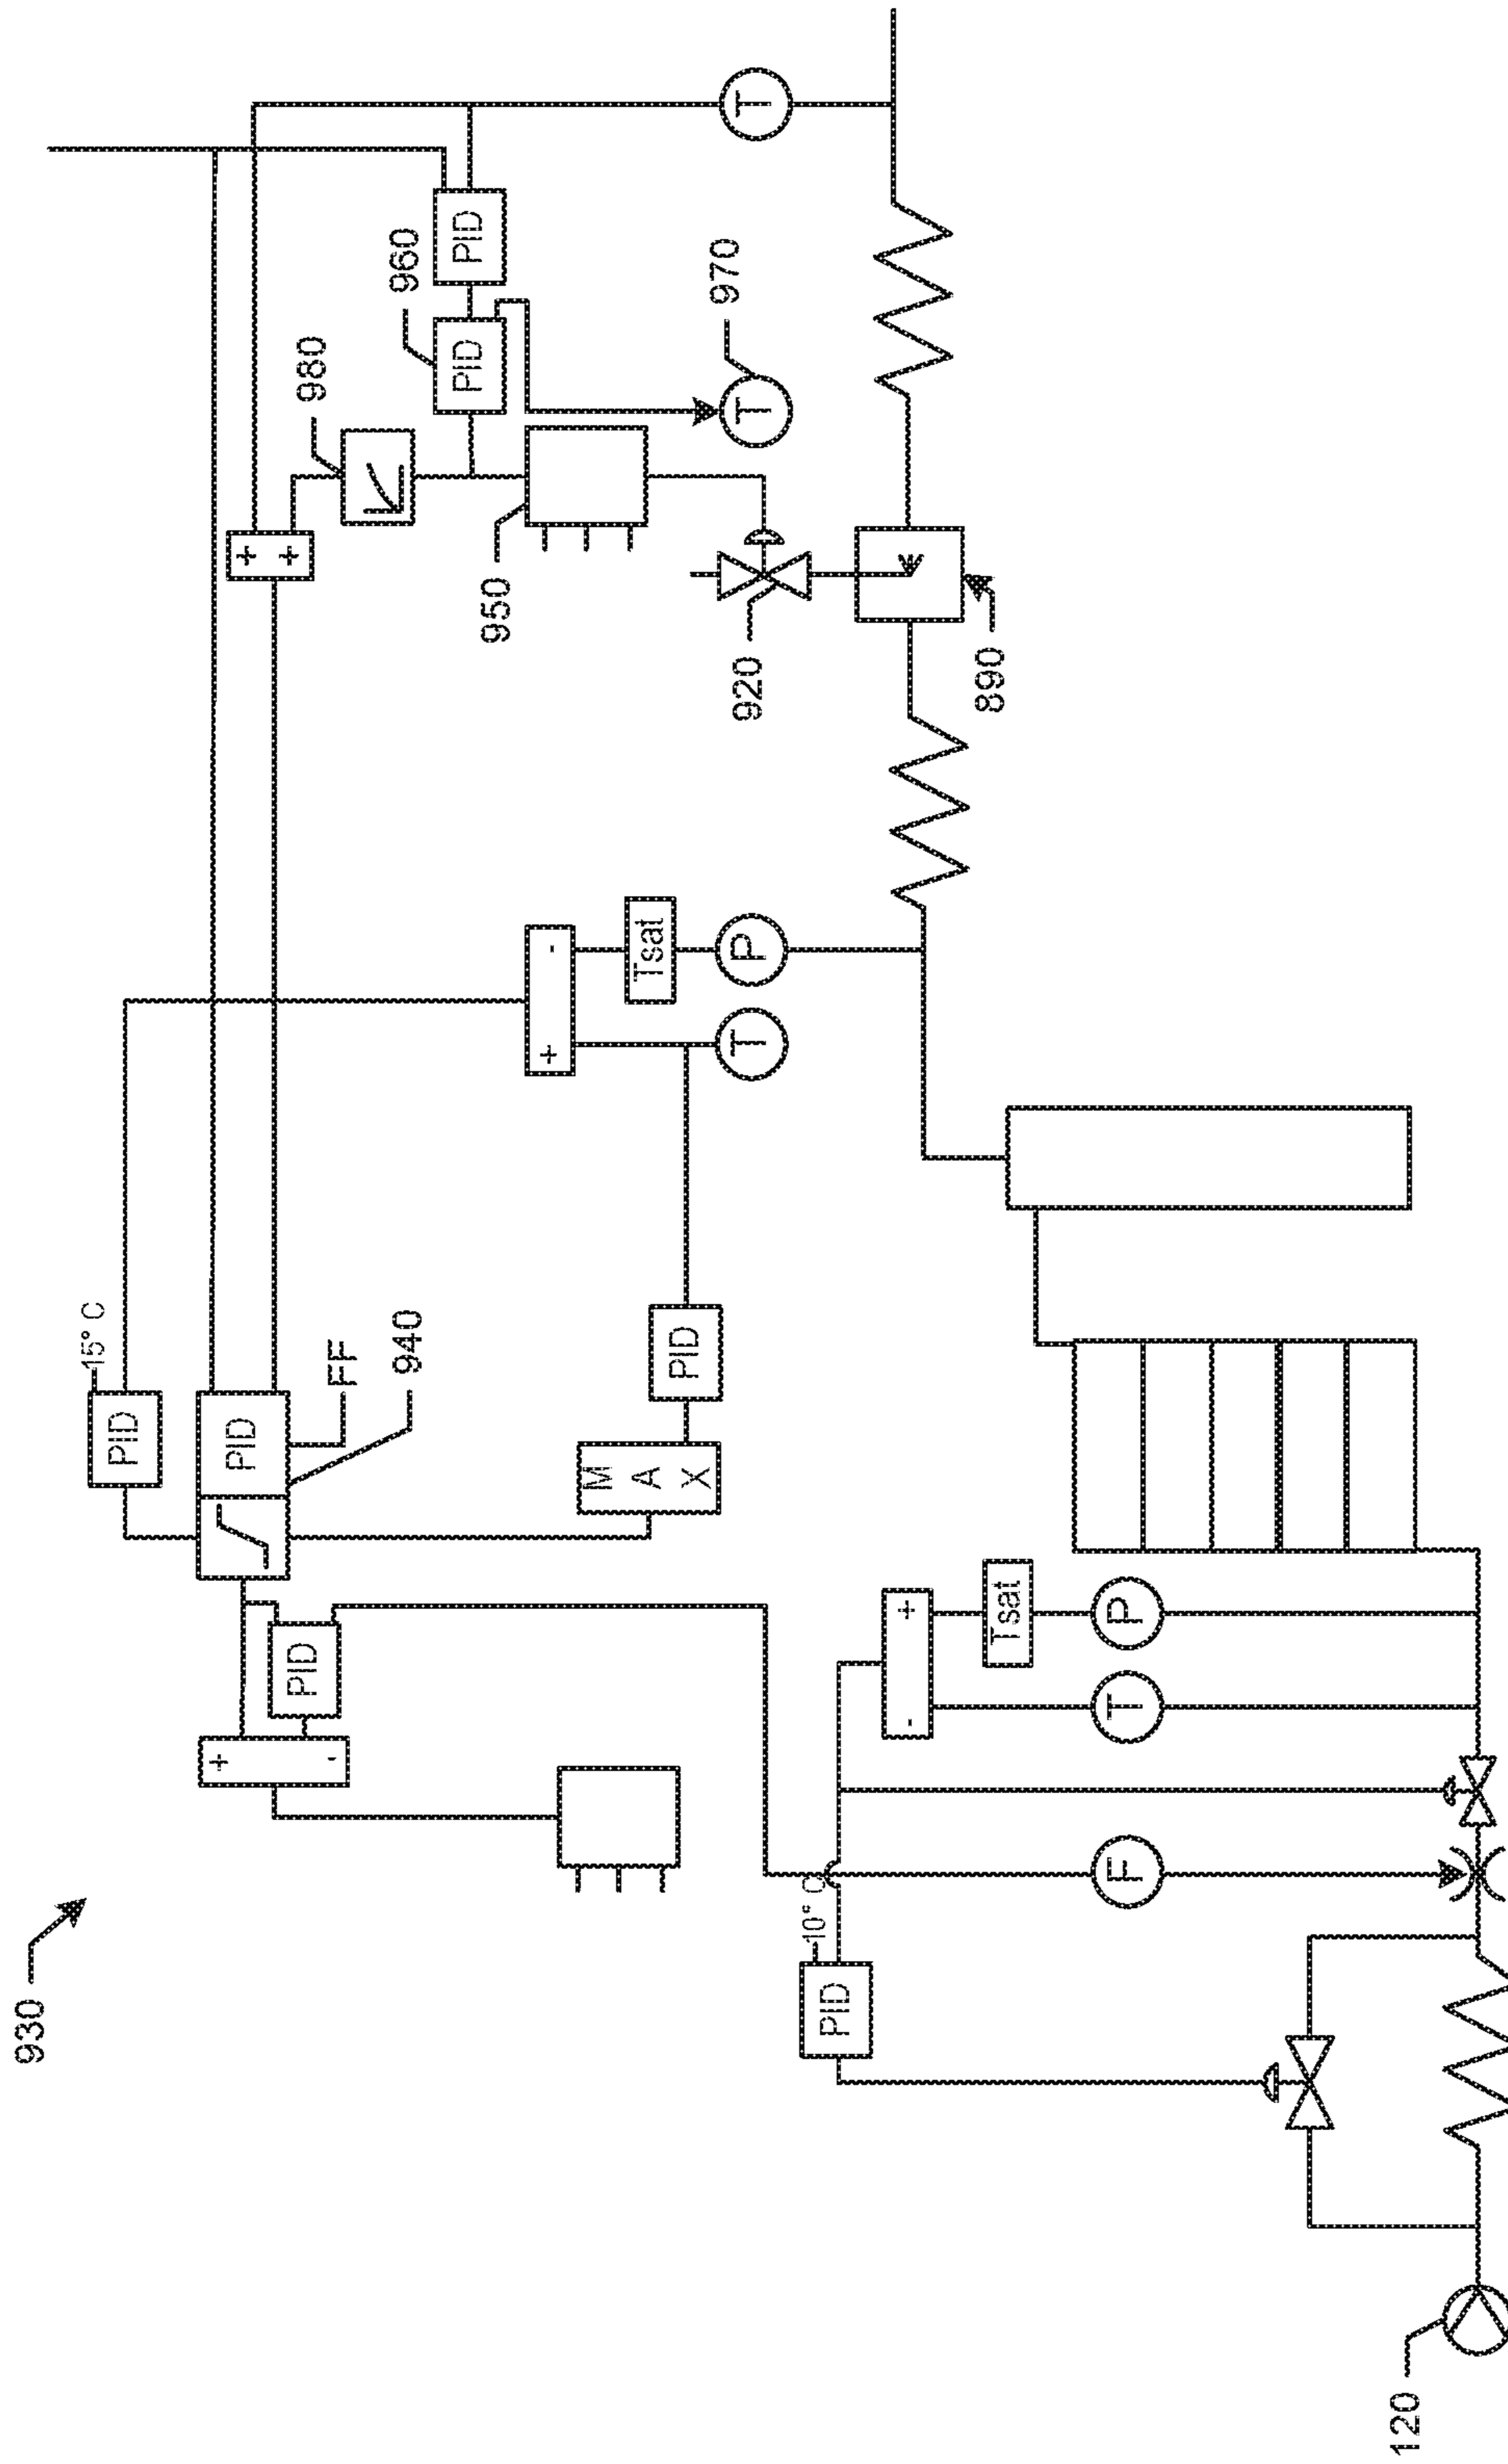 930
15° C
PID
+
-
PID
PID
+
+
FF
980
940
960
PID
PID
950
+ -
M
A
X
Tsat
PID
970
920
T
P
T
T
10° C
PID
- +
890
Tsat
F
T
P
120